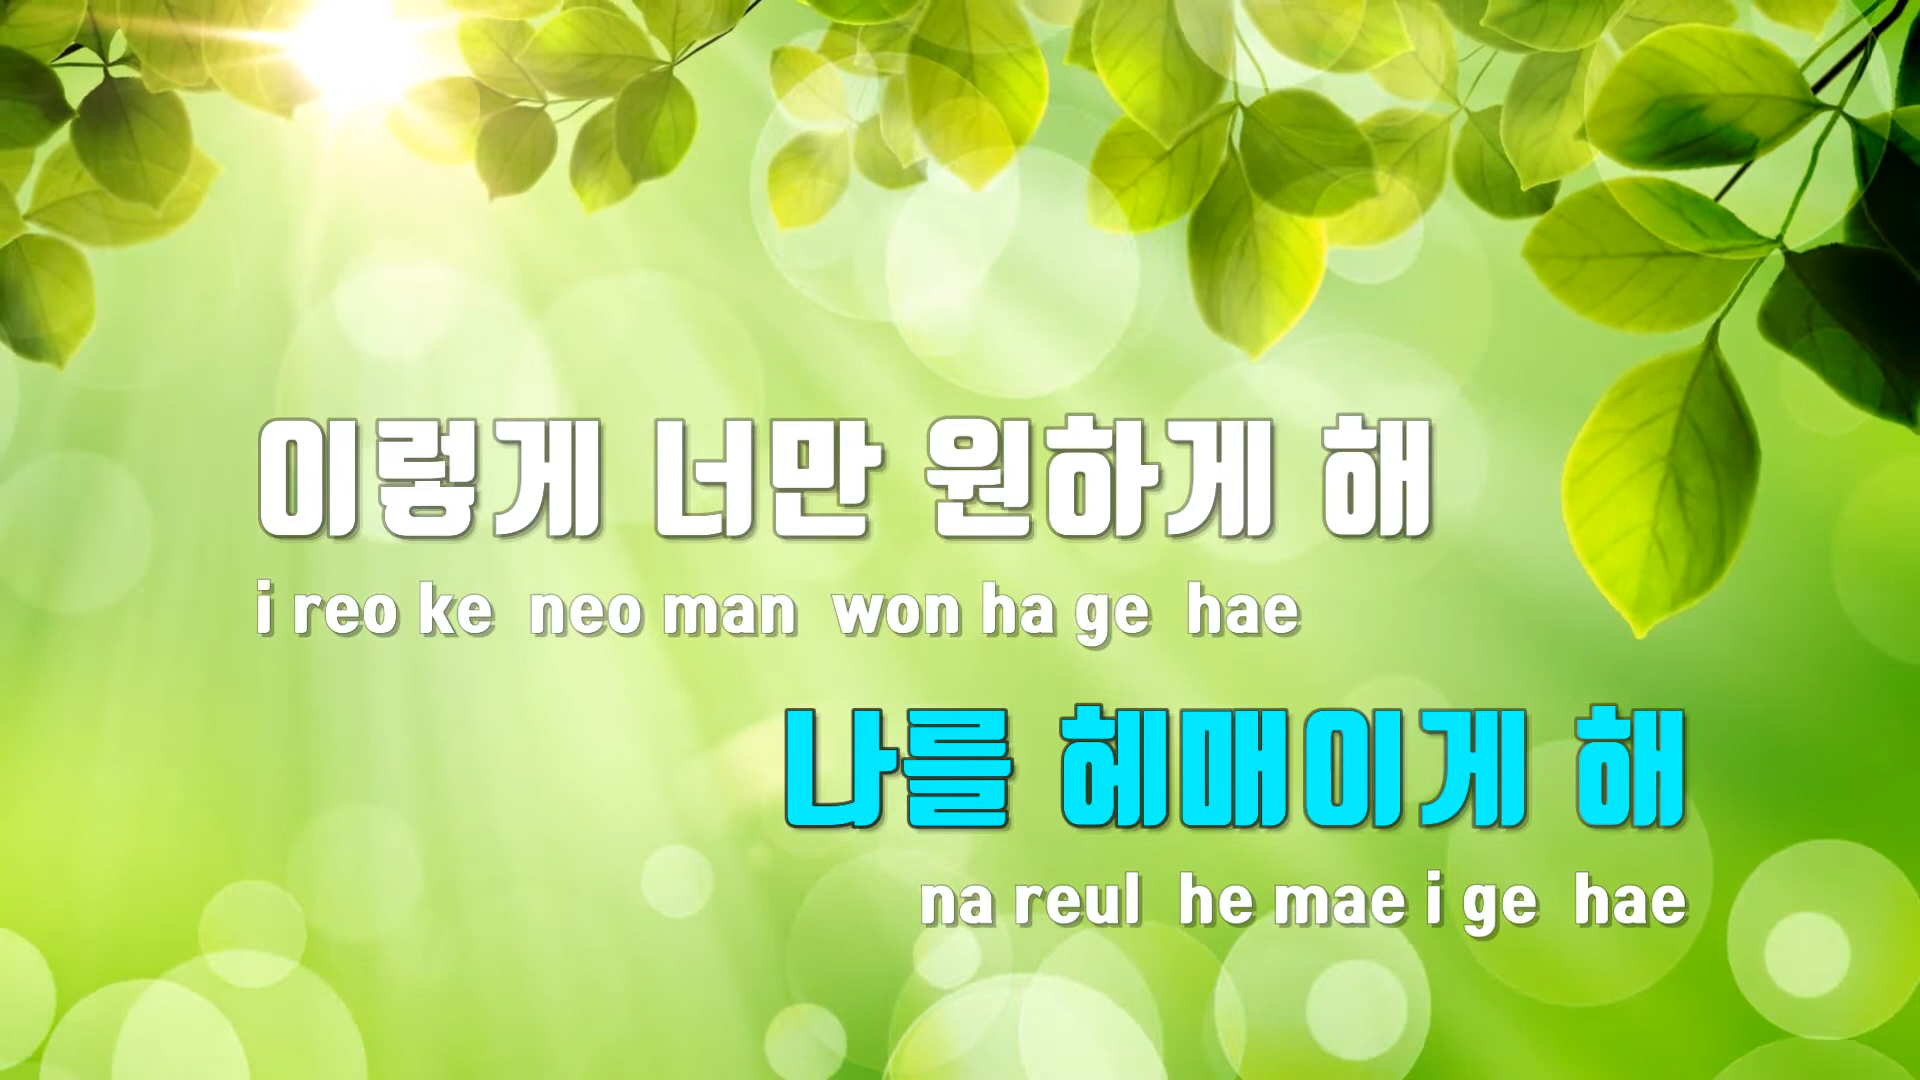 이렇게 너만 원하게 해
i reo ke neo man won ha ge hae
나를 헤매이게 해
na reul he mae i ge hae